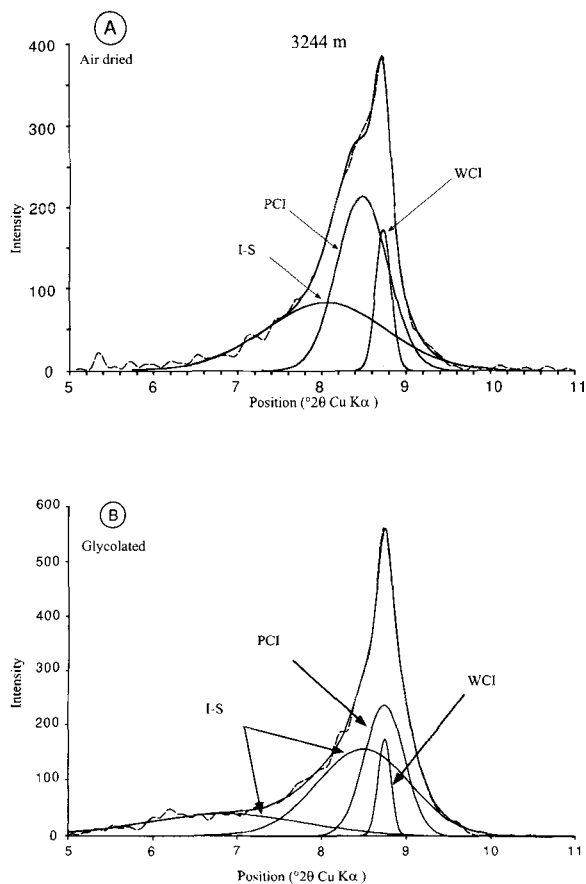 A
Air dried
3244 m
400
300
200
100
0
Intensity
WCI
PCI
I-S
5 6 7 8 9 10 11
Position (°2θ Cu Kα )
B
Glycolated
600
500
400
300
200
100
0
Intensity
PCI
WCI
I-S
5 6 7 8 9 10 11
Position (°2θ Cu Kα )